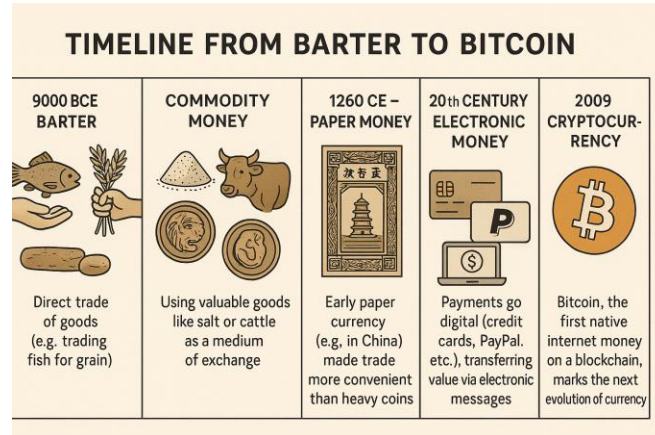 TIMELINE FROM BARTER TO BITCOIN
9000 BCE
BARTER
Direct trade
of goods
(e.g. trading
fish for grain)
COMMODITY
MONEY
Using valuable goods
like salt or cattle
as a medium
of exchange
1260 CE –
PAPER MONEY
Early paper
currency
(e.g, in China)
made trade
more convenient
than heavy coins
20th CENTURY
ELECTRONIC
MONEY
P
$
Payments go
digital (credit
cards, PayPal.
etc.), transferring
value via electronic
messages
2009
CRYPTOCUR-
RENCY
₿
Bitcoin, the
first native
internet money
on a blockchain,
marks the next
evolution of currency